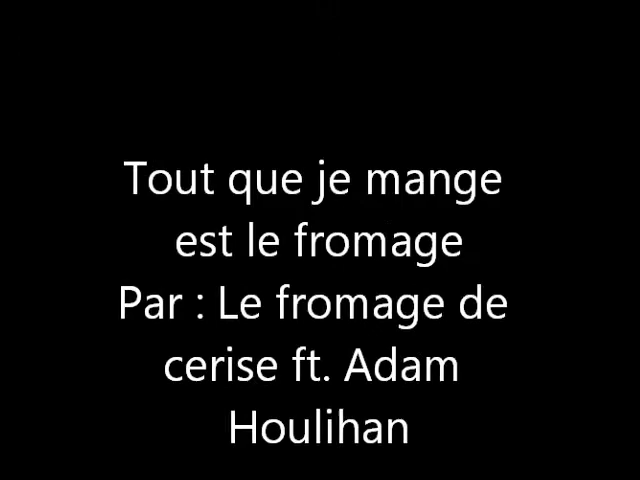 Tout que je mange
est le fromage
Par : Le fromage de
cerise ft. Adam
Houlihan